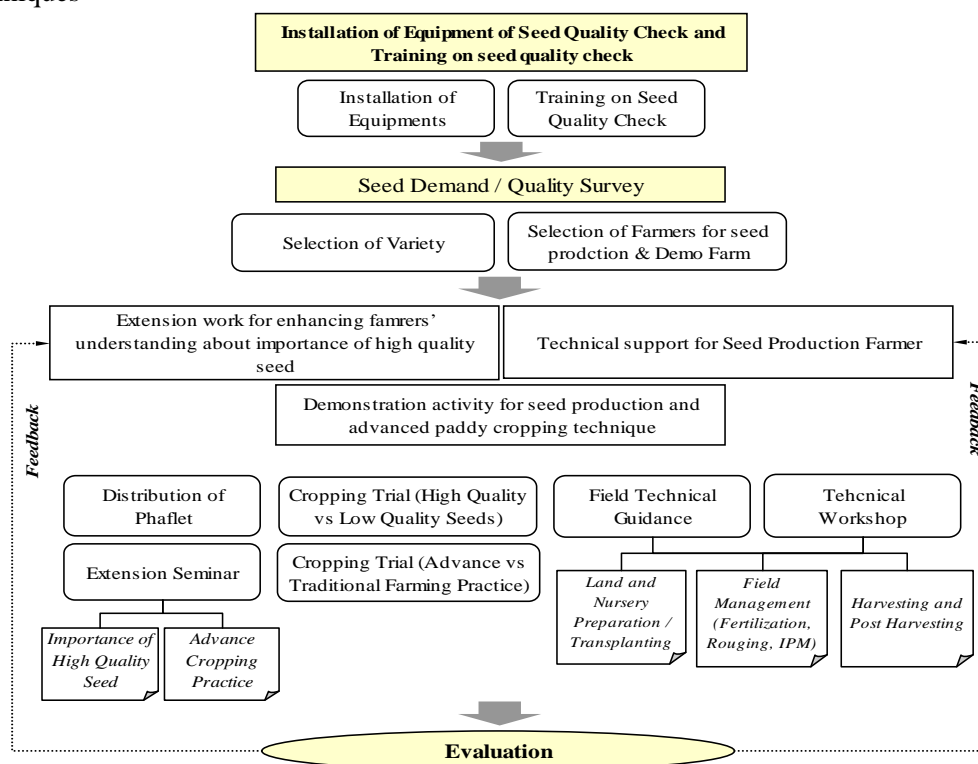 niques
Installation of Equipment of Seed Quality Check and
Training on seed quality check
Installation of
Equipments
Training on Seed
Quality Check
Seed Demand / Quality Survey
Selection of Variety
Selection of Farmers for seed
prodction & Demo Farm
Extension work for enhancing famrers'
understanding about importance of high quality
seed
Technical support for Seed Production Farmer
Demonstration activity for seed production and
advanced paddy cropping technique
Feedback
Feedback
Distribution of
Phaflet
Cropping Trial (High Quality
vs Low Quality Seeds)
Field Technical
Guidance
Tehcnical
Workshop
Extension Seminar
Cropping Trial (Advance vs
Traditional Farming Practice)
Importance of
High Quality
Seed
Advance
Cropping
Practice
Land and
Nursery
Preparation /
Transplanting
Field
Management
(Fertilization,
Rouging, IPM)
Harvesting and
Post Harvesting
Evaluation